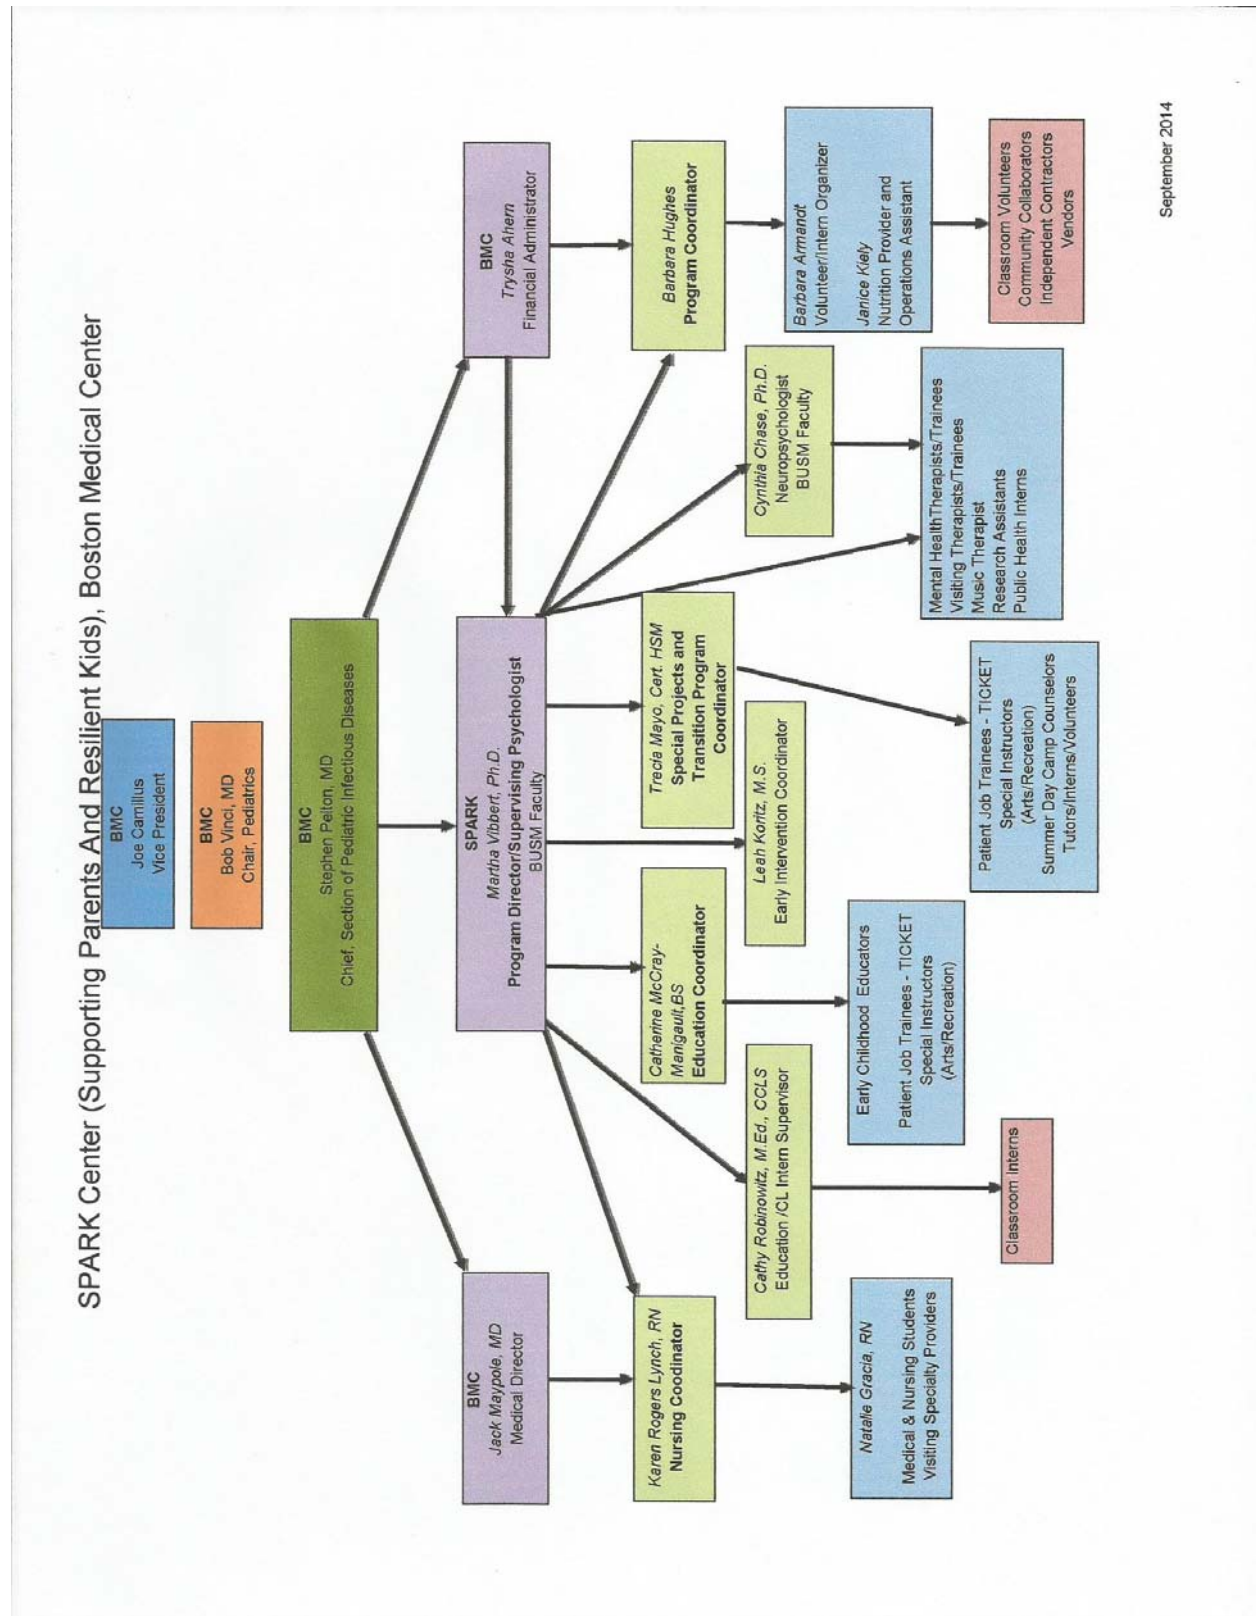 SPARK Center (Supporting Parents And Resilient Kids), Boston Medical Center
BMC
Joe Camillus
Vice President
BMC
Bob Vinci, MD
Chair, Pediatrics
BMC
Stephen Pelton, MD
Chief, Section of Pediatric Infectious Diseases
BMC
Jack Maypole, MD
Medical Director
SPARK
Martha Vibbert, Ph.D.
Program Director/Supervising Psychologist
BUSM Faculty
BMC
Trysha Ahern
Financial Administrator
Karen Rogers Lynch, RN
Nursing Coodinator
Catherine McCray-
Manigault,BS
Education Coordinator
Trecia Mayo, Cert. HSM
Special Projects and
Transition Program
Coordinator
Barbara Hughes
Program Coordinator
Cathy Robinowitz, M.Ed., CCLS
Education /CL Intern Supervisor
Leah Koritz, M.S.
Early Intervention Coordinator
Cynthia Chase, Ph.D.
Neuropsychologist
BUSM Faculty
Barbara Armandt
Volunteer/Intern Organizer
Janice Kiely
Nutrition Provider and
Operations Assistant
Natalie Gracia, RN
Medical & Nursing Students
Visiting Specialty Providers
Early Childhood Educators
Patient Job Trainees - TICKET
Special Instructors
(Arts/Recreation)
Mental HealthTherapists/Trainees
Visiting Therapists/Trainees
Music Therapist
Research Assistants
Public Health Interns
Classroom Interns
Patient Job Trainees - TICKET
Special Instructors
(Arts/Recreation)
Summer Day Camp Counselors
Tutors/Interns/Volunteers
Classroom Volunteers
Community Collaborators
Independent Contractors
Vendors
September 2014